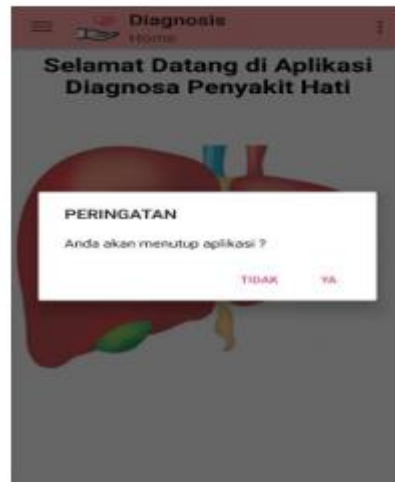 Diagnosis
Home
Selamat Datang di Aplikasi
Diagnosa Penyakit Hati
PERINGATAN
Anda akan menutup aplikasi ?
TIDAK YA